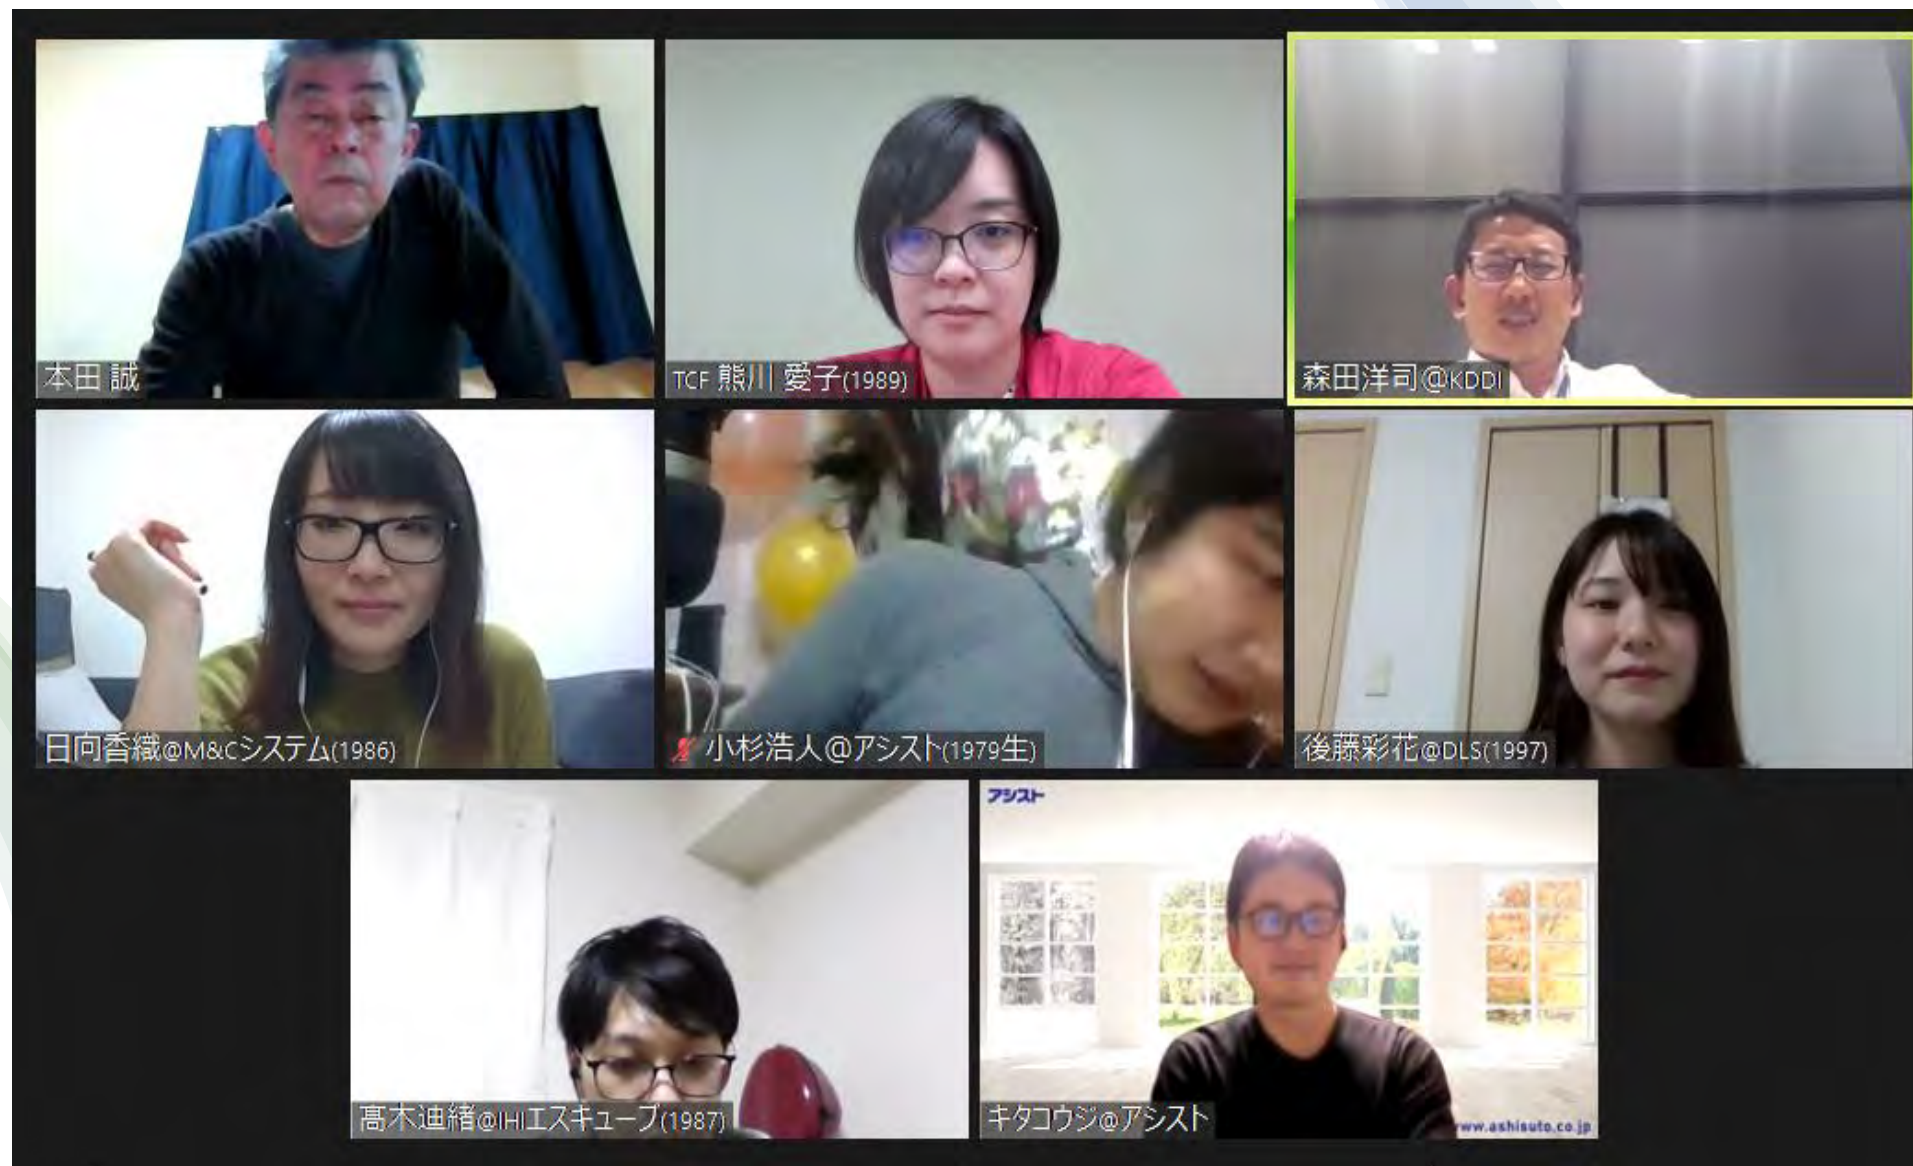 本田 誠
TCF 熊川 愛子(1989)
森田洋司@KDDI
日向香織@M&Cシステム(1986)
小杉浩人@アシスト(1979生)
後藤彩花@DLS(1997)
アシスト
髙木迪緒@IHIエスキューブ(1987)
キタコウジ@アシスト
www.ashisuto.co.jp